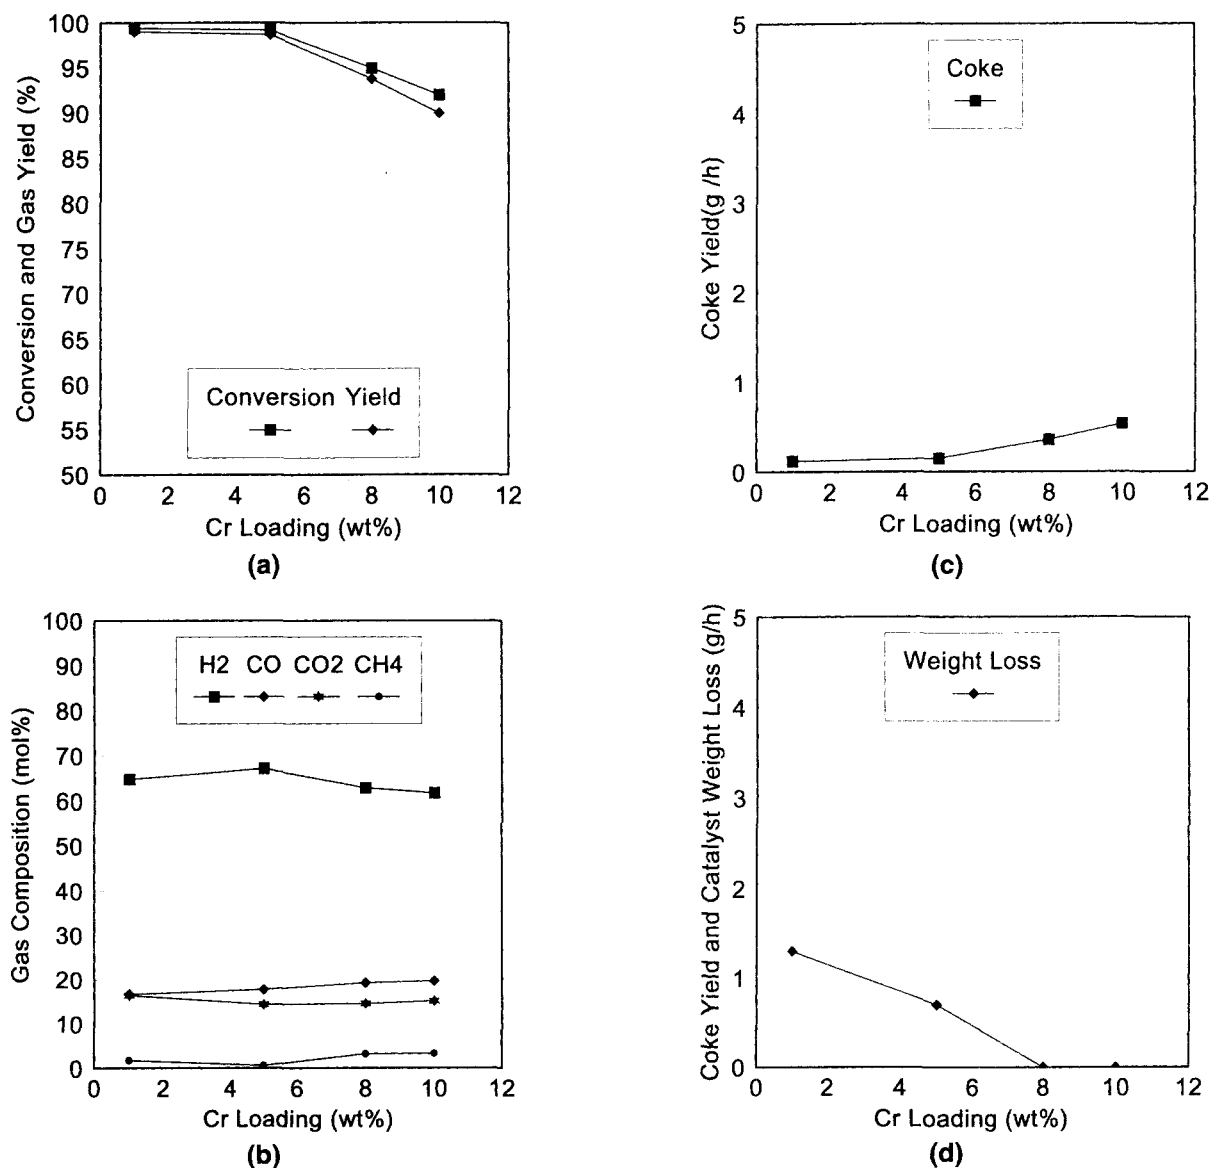 Conversion and Gas Yield (%)
100
95
90
85
80
75
70
65
60
55
50
Conversion Yield
0 2 4 6 8 10 12
Cr Loading (wt%)
(a)
Coke Yield(g /h)
5
4
3
2
1
0
Coke
0 2 4 6 8 10 12
Cr Loading (wt%)
(c)
Gas Composition (mol%)
100
90
80
70
60
50
40
30
20
10
0
H2 CO CO2 CH4
0 2 4 6 8 10 12
Cr Loading (wt%)
(b)
Coke Yield and Catalyst Weight Loss (g/h)
5
4
3
2
1
0
Weight Loss
0 2 4 6 8 10 12
Cr Loading (wt%)
(d)